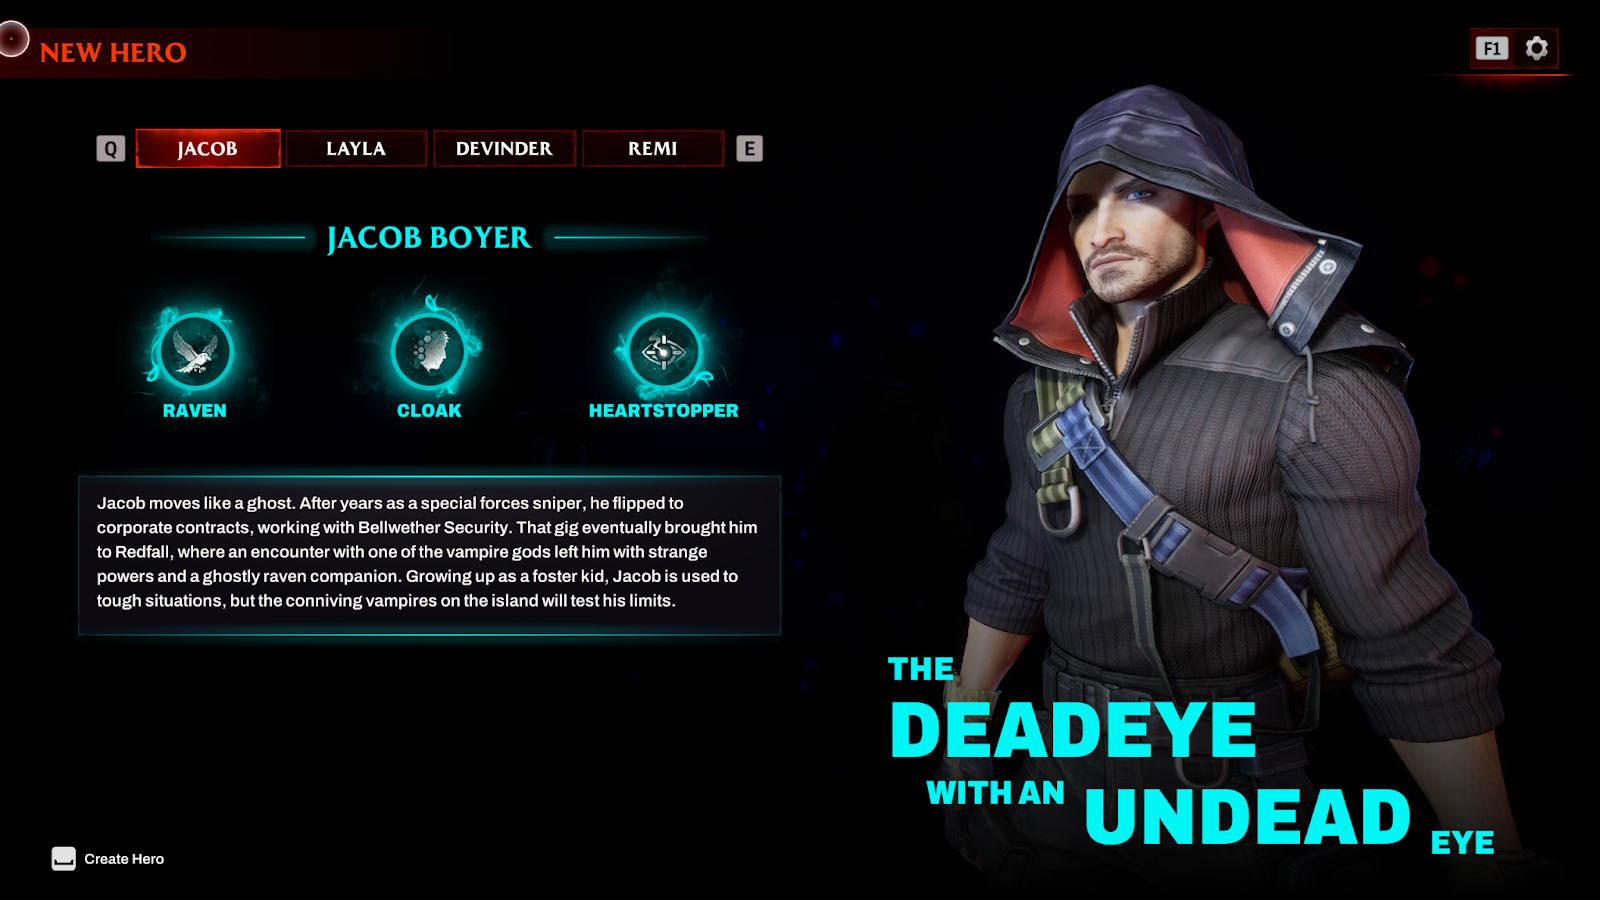 NEW HERO
F1
Q
JACOB
LAYLA
DEVINDER
REMI
E
JACOB BOYER
RAVEN
CLOAK
HEARTSTOPPER
Jacob moves like a ghost. After years as a special forces sniper, he flipped to
corporate contracts, working with Bellwether Security. That gig eventually brought him
to Redfall, where an encounter with one of the vampire gods left him with strange
powers and a ghostly raven companion. Growing up as a foster kid, Jacob is used to
tough situations, but the conniving vampires on the island will test his limits.
THE
DEADEYE
WITH AN
UNDEAD
EYE
Create Hero